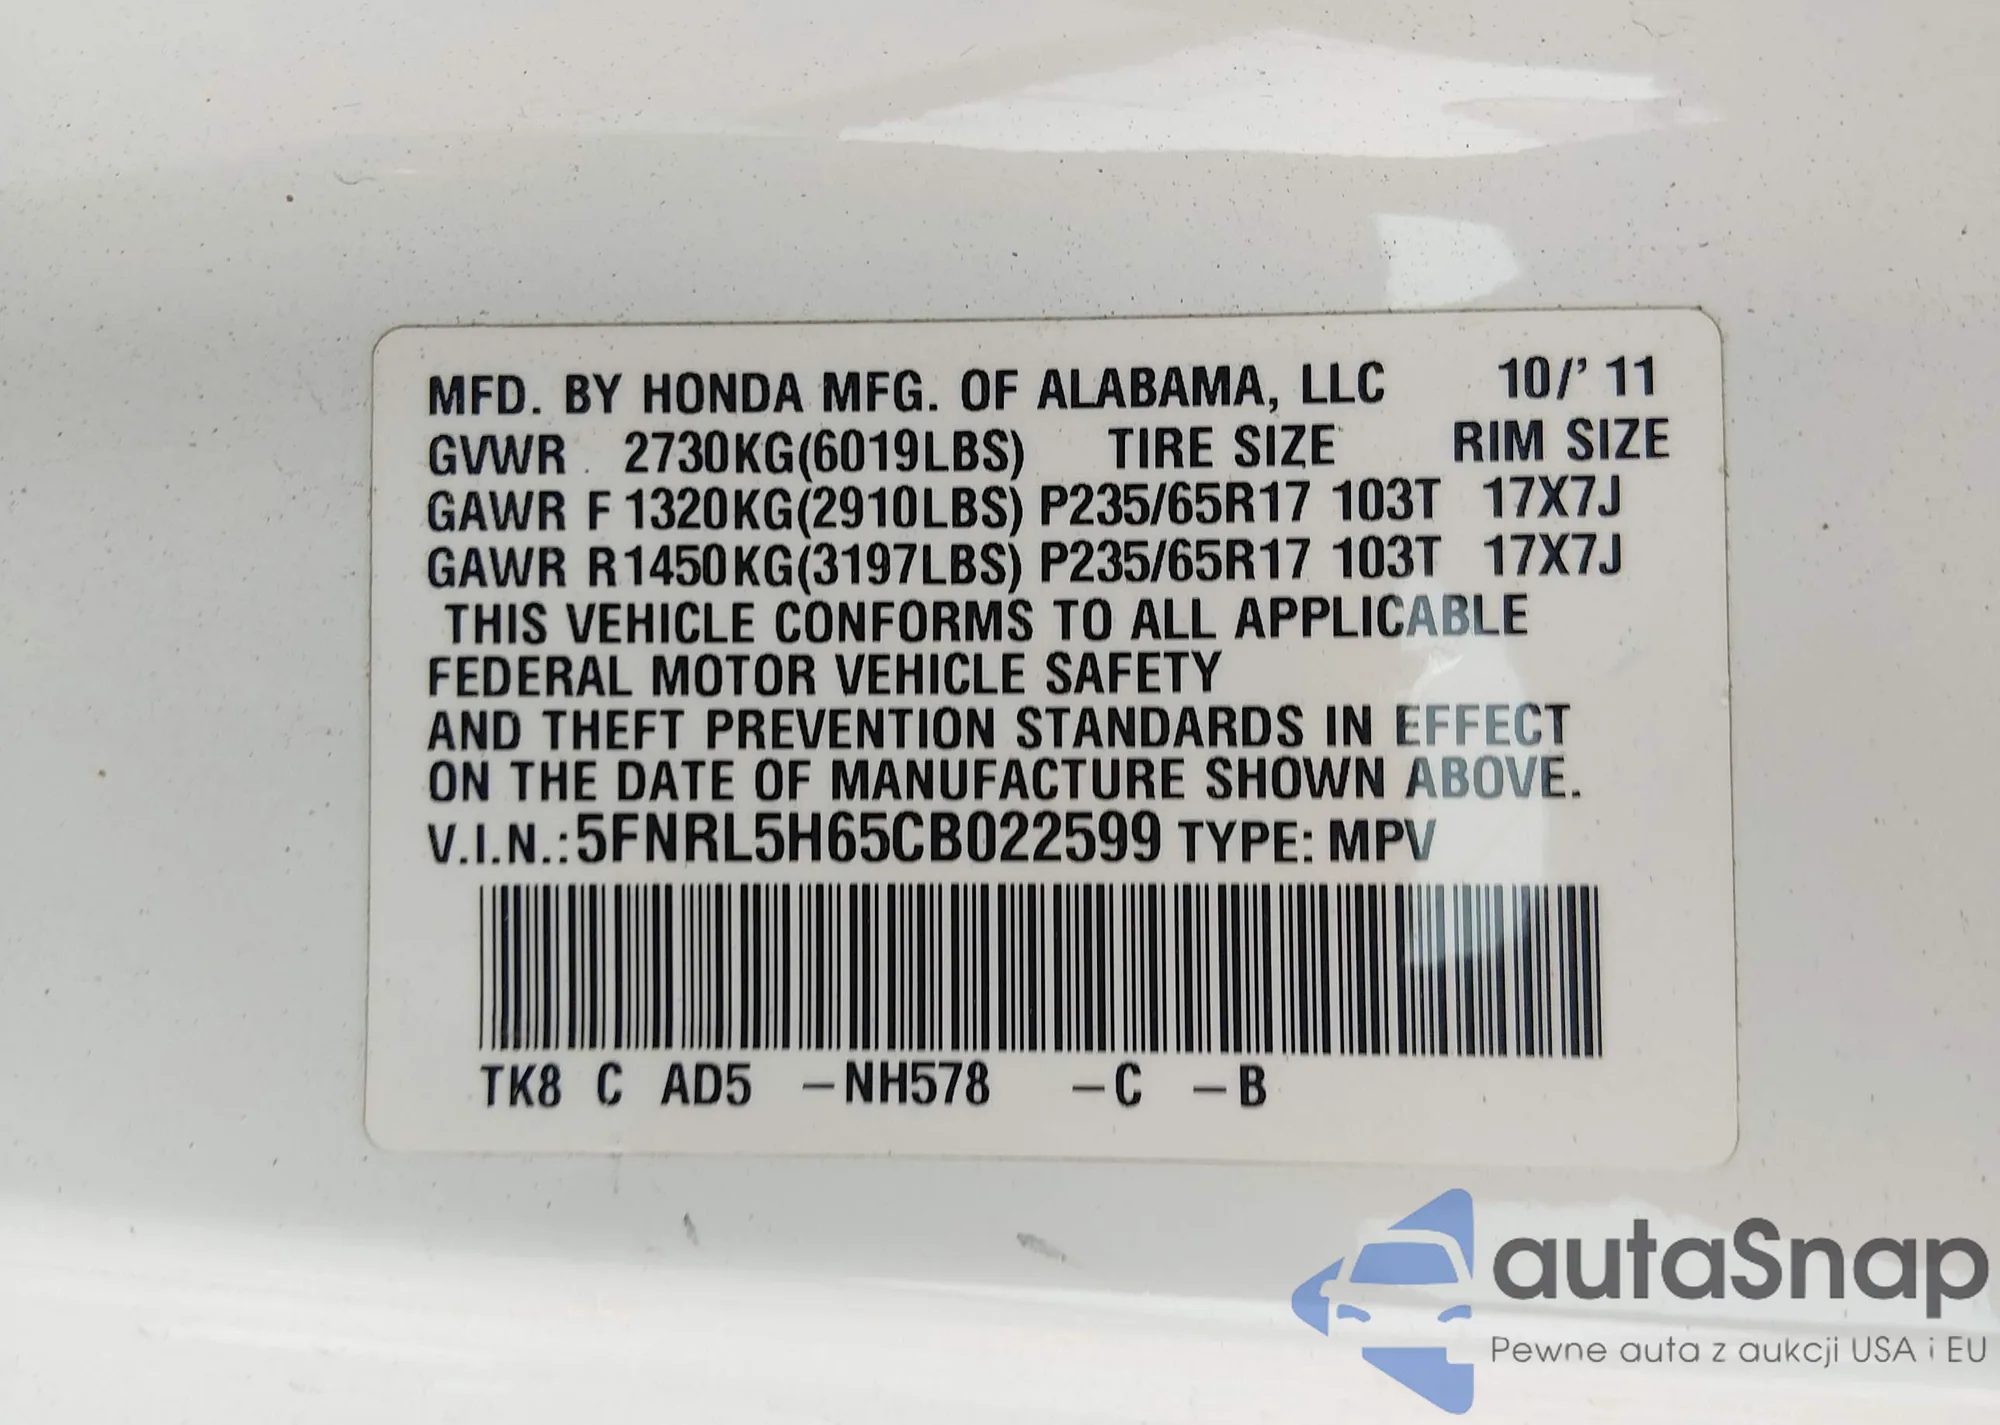 MFD. BY HONDA MFG. OF ALABAMA, LLC 10/' 11
GVWR 2730KG(6019LBS) TIRE SIZE RIM SIZE
GAWR F 1320KG(2910LBS) P235/65R17 103T 17X7J
GAWR R1450KG(3197LBS) P235/65R17 103T 17X7J
THIS VEHICLE CONFORMS TO ALL APPLICABLE
FEDERAL MOTOR VEHICLE SAFETY
AND THEFT PREVENTION STANDARDS IN EFFECT
ON THE DATE OF MANUFACTURE SHOWN ABOVE.
V.I.N.:5FNRL5H65CB022599 TYPE: MPV
TK8 C AD5 –NH578 –C –B
autaSnap
Pewne auta z aukcji USA i EU